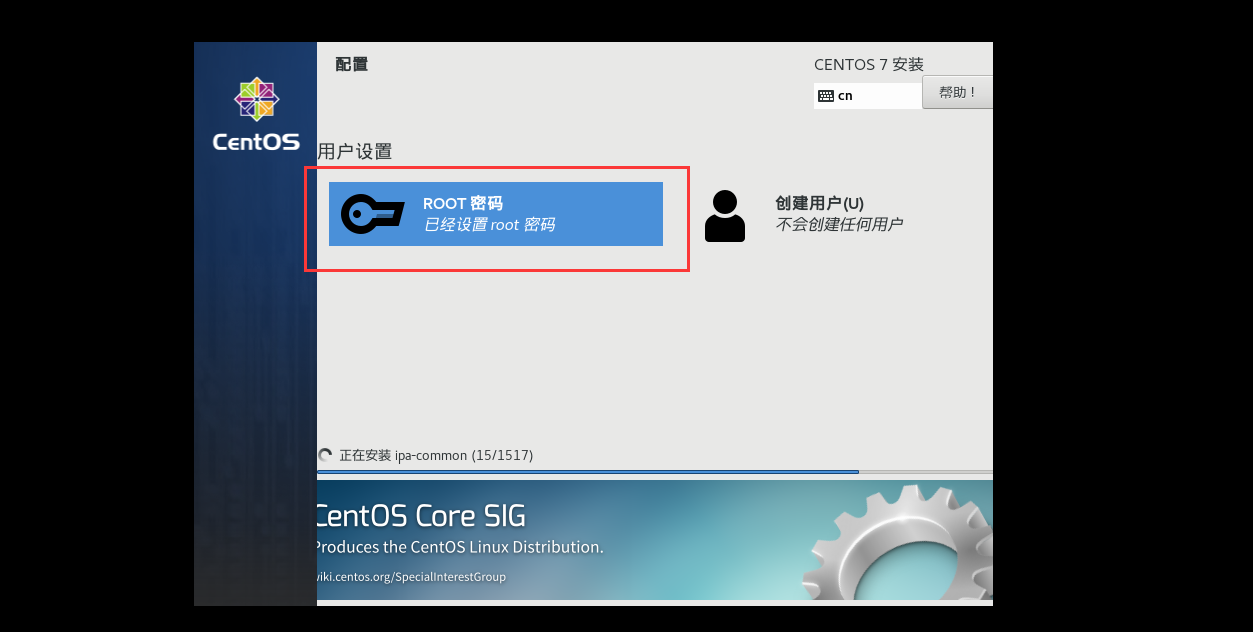 配置
CENTOS 7 安装
cn
帮助！
CentOS
用户设置
ROOT 密码
已经设置 root 密码
创建用户(U)
不会创建任何用户
正在安装 ipa-common (15/1517)
CentOS Core SIG
Produces the CentOS Linux Distribution.
wiki.centos.org/SpecialInterestGroup